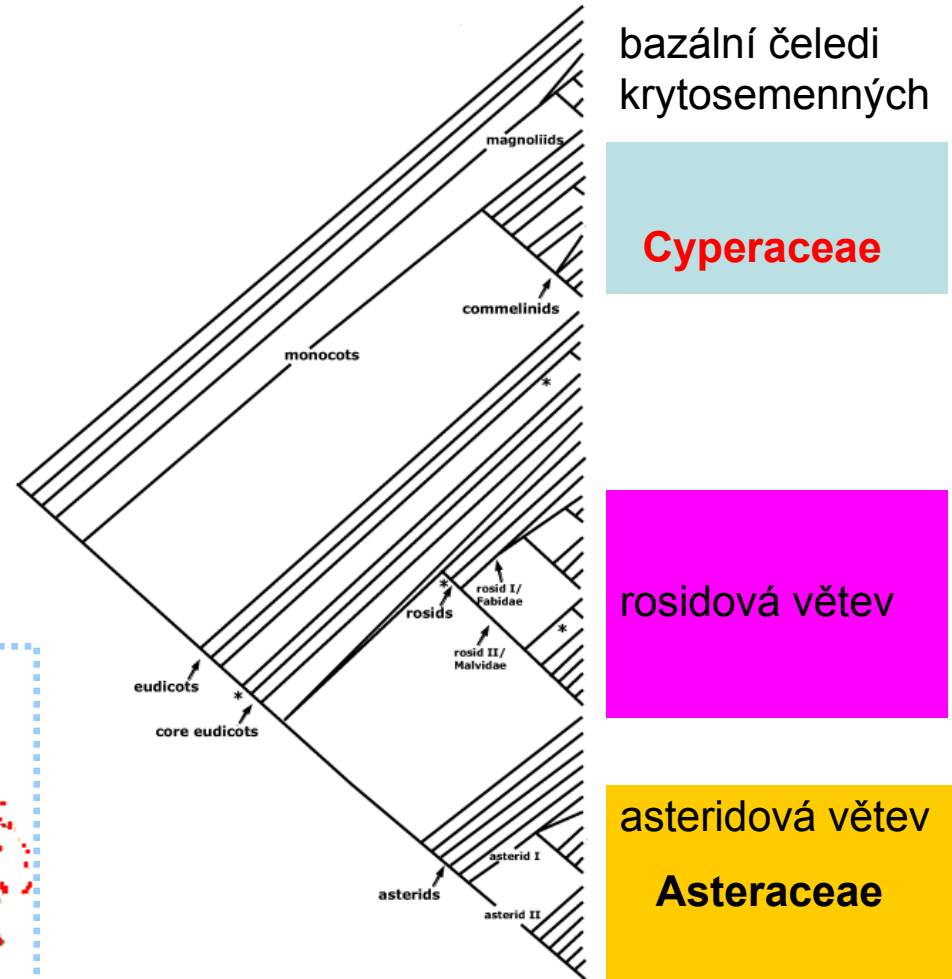 bazální čeledi
krytosemenných
magnoliids
Cyperaceae
commelinids
monocots
*
*
rosid I/
Fabidae
rosids
rosidová větev
*
rosid II/
Malvidae
eudicots
*
core eudicots
asteridová větev
asterid I
asterids
Asteraceae
asterid II